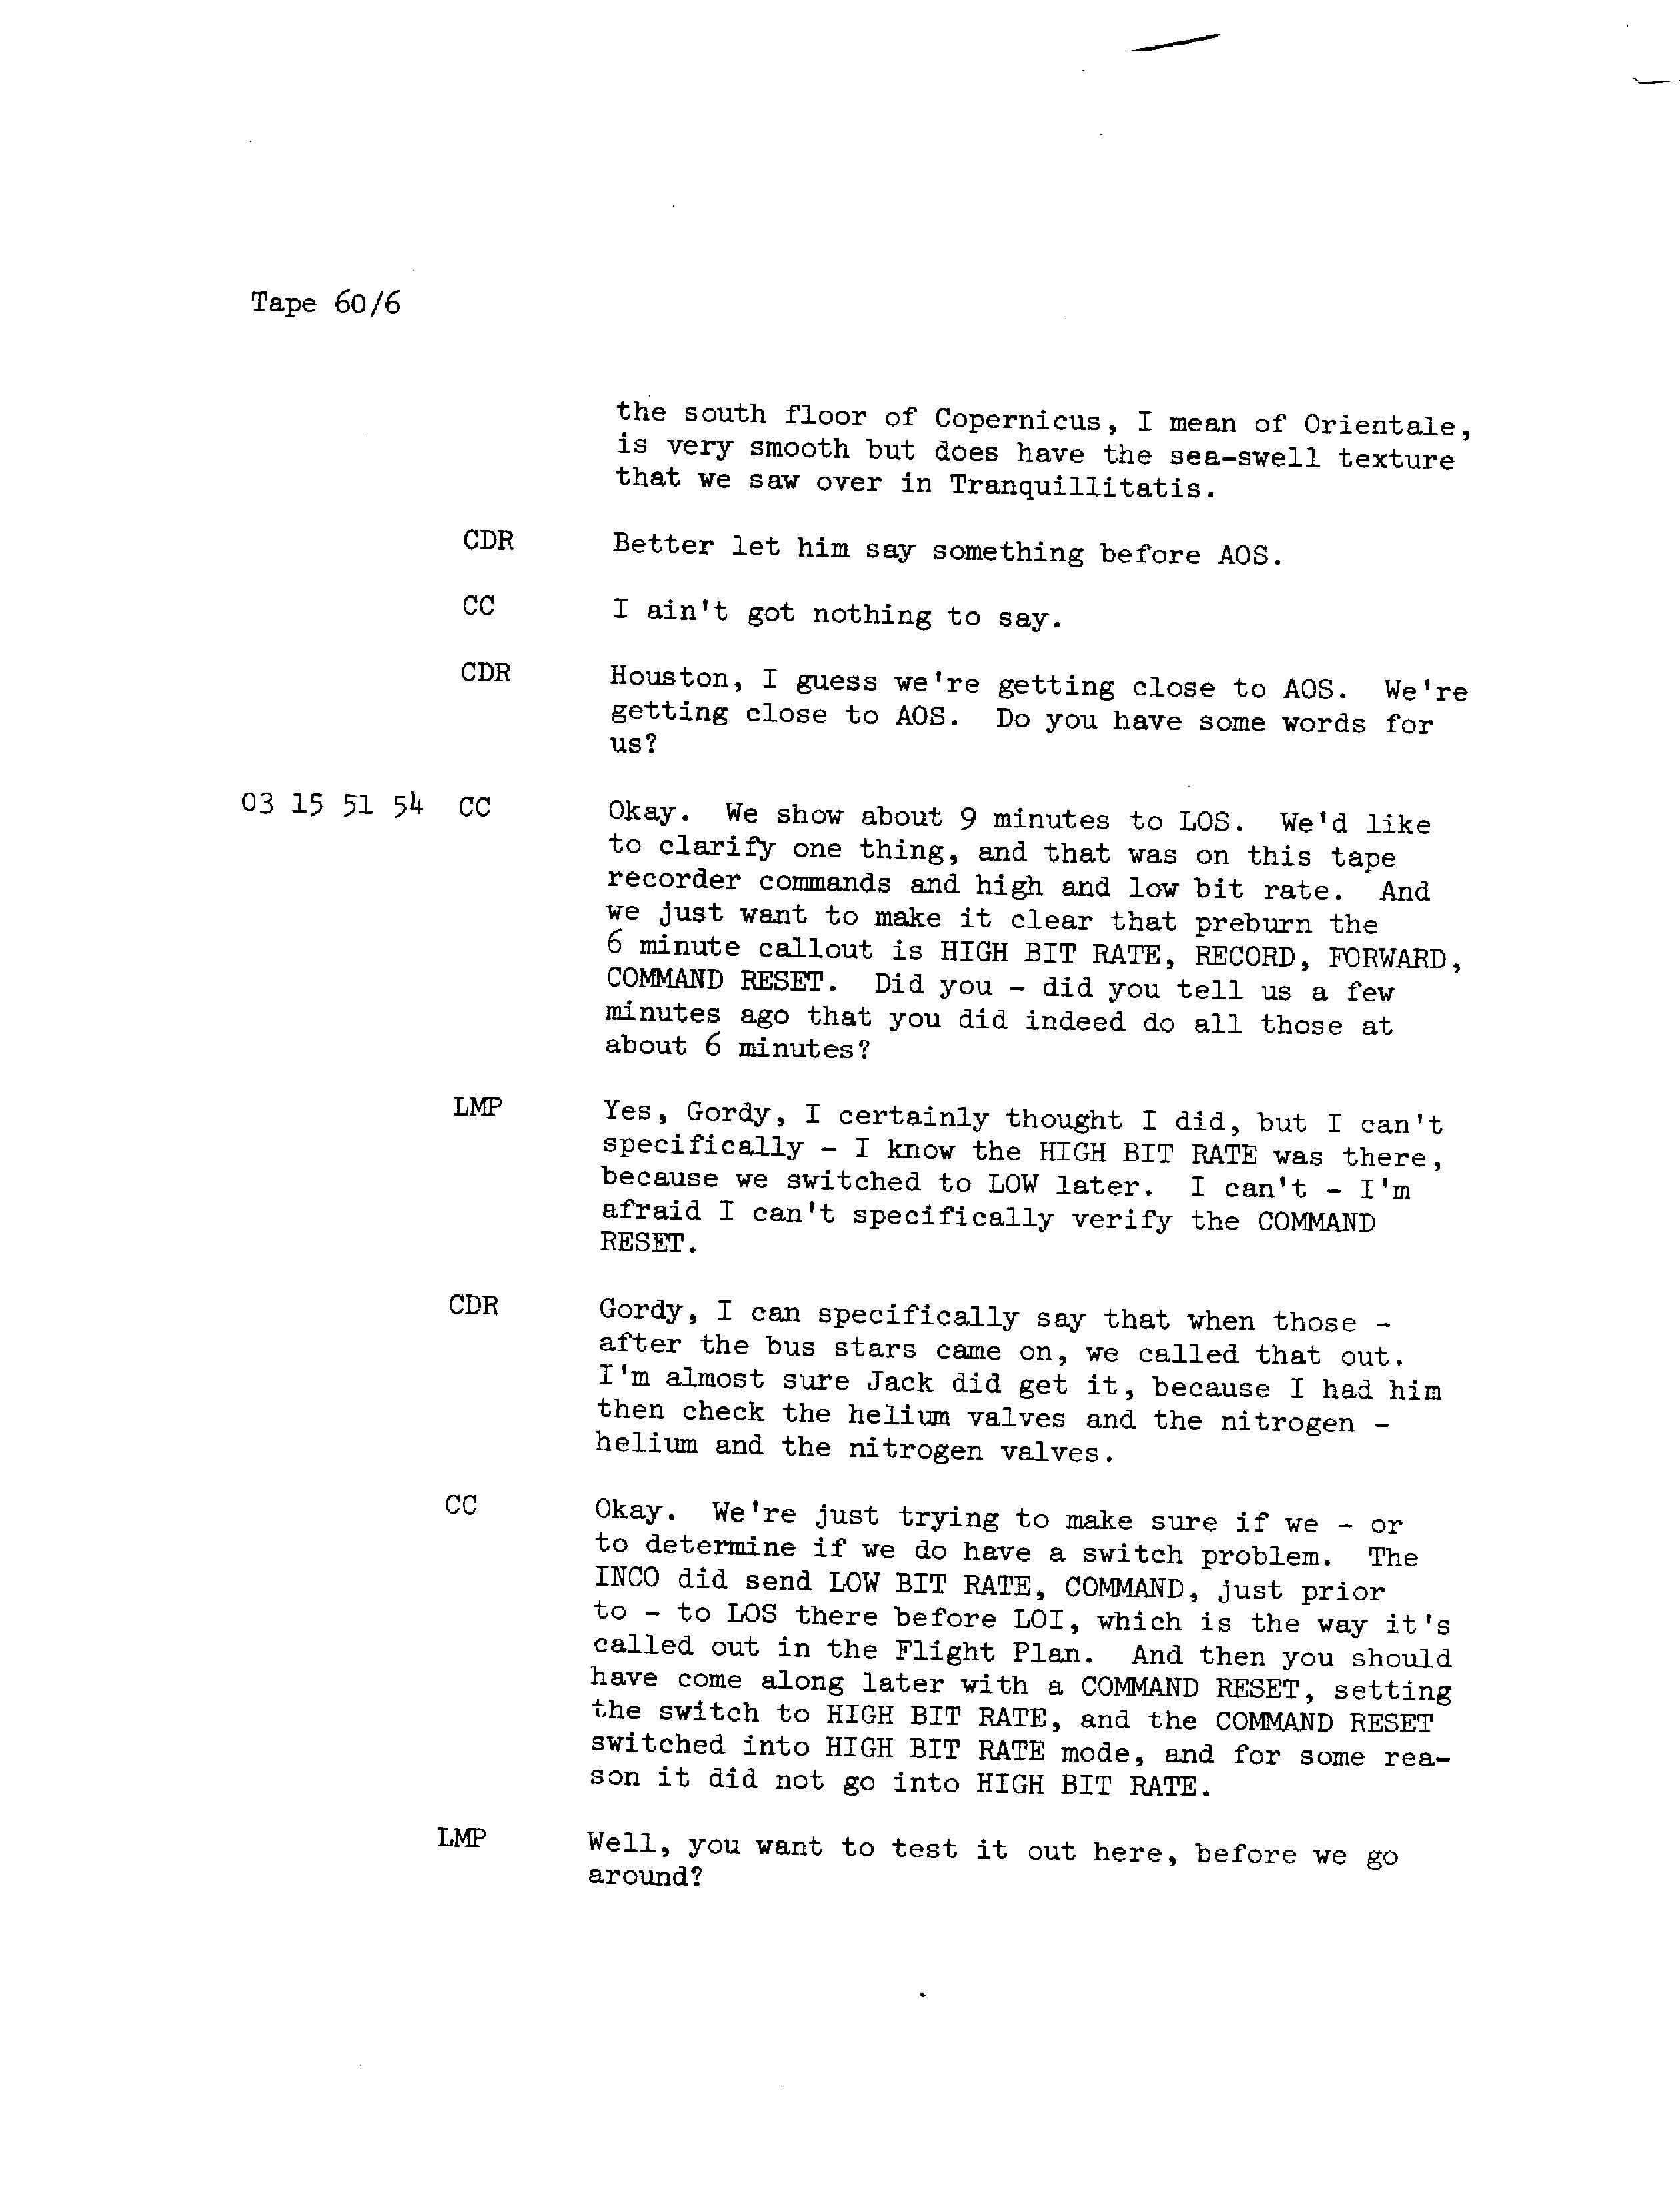 Tape 60/6
the south floor of Copernicus, I mean of Orientale,
is very smooth but does have the sea-swell texture
that we saw over in Tranquillitatis.
CDR Better let him say something before AOS.
CC I ain't got nothing to say.
CDR Houston, I guess we're getting close to AOS. We're
getting close to AOS. Do you have some words for
us?
03 15 51 54 CC Okay. We show about 9 minutes to LOS. We'd like
to clarify one thing, and that was on this tape
recorder commands and high and low bit rate. And
we just want to make it clear that preburn the
6 minute callout is HIGH BIT RATE, RECORD, FORWARD,
COMMAND RESET. Did you - did you tell us a few
minutes ago that you did indeed do all those at
about 6 minutes?
LMP Yes, Gordy, I certainly thought I did, but I can't
specifically - I know the HIGH BIT RATE was there,
because we switched to LOW later. I can't - I'm
afraid I can't specifically verify the COMMAND
RESET.
CDR Gordy, I can specifically say that when those -
after the bus stars came on, we called that out.
I'm almost sure Jack did get it, because I had him
then check the helium valves and the nitrogen -
helium and the nitrogen valves.
CC Okay. We're just trying to make sure if we - or
to determine if we do have a switch problem. The
INCO did send LOW BIT RATE, COMMAND, just prior
to - to LOS there before LOI, which is the way it's
called out in the Flight Plan. And then you should
have come along later with a COMMAND RESET, setting
the switch to HIGH BIT RATE, and the COMMAND RESET
switched into HIGH BIT RATE mode, and for some rea-
son it did not go into HIGH BIT RATE.
LMP Well, you want to test it out here, before we go
around?